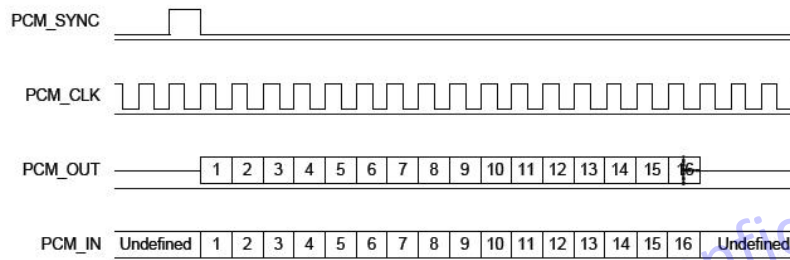 PCM_SYNC
PCM_CLK
PCM_OUT 1 2 3 4 5 6 7 8 9 10 11 12 13 14 15 16
PCM_IN Undefined 1 2 3 4 5 6 7 8 9 10 11 12 13 14 15 16 Undefined